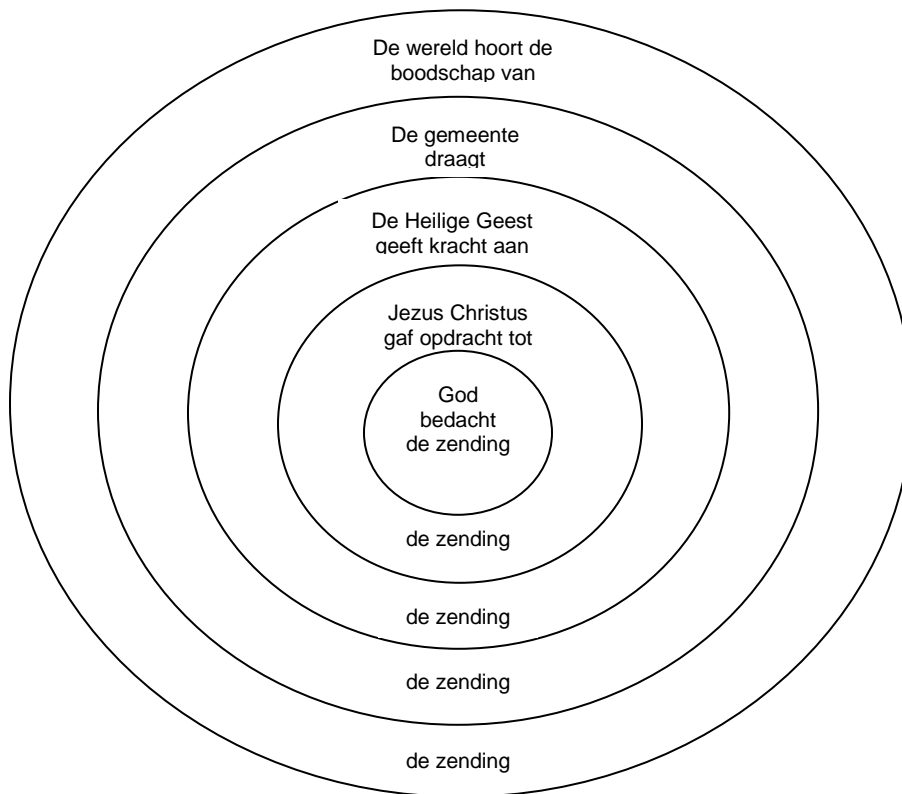 De wereld hoort de
boodschap van
De gemeente
draagt
De Heilige Geest
geeft kracht aan
Jezus Christus
gaf opdracht tot
God
bedacht
de zending
de zending
de zending
de zending
de zending